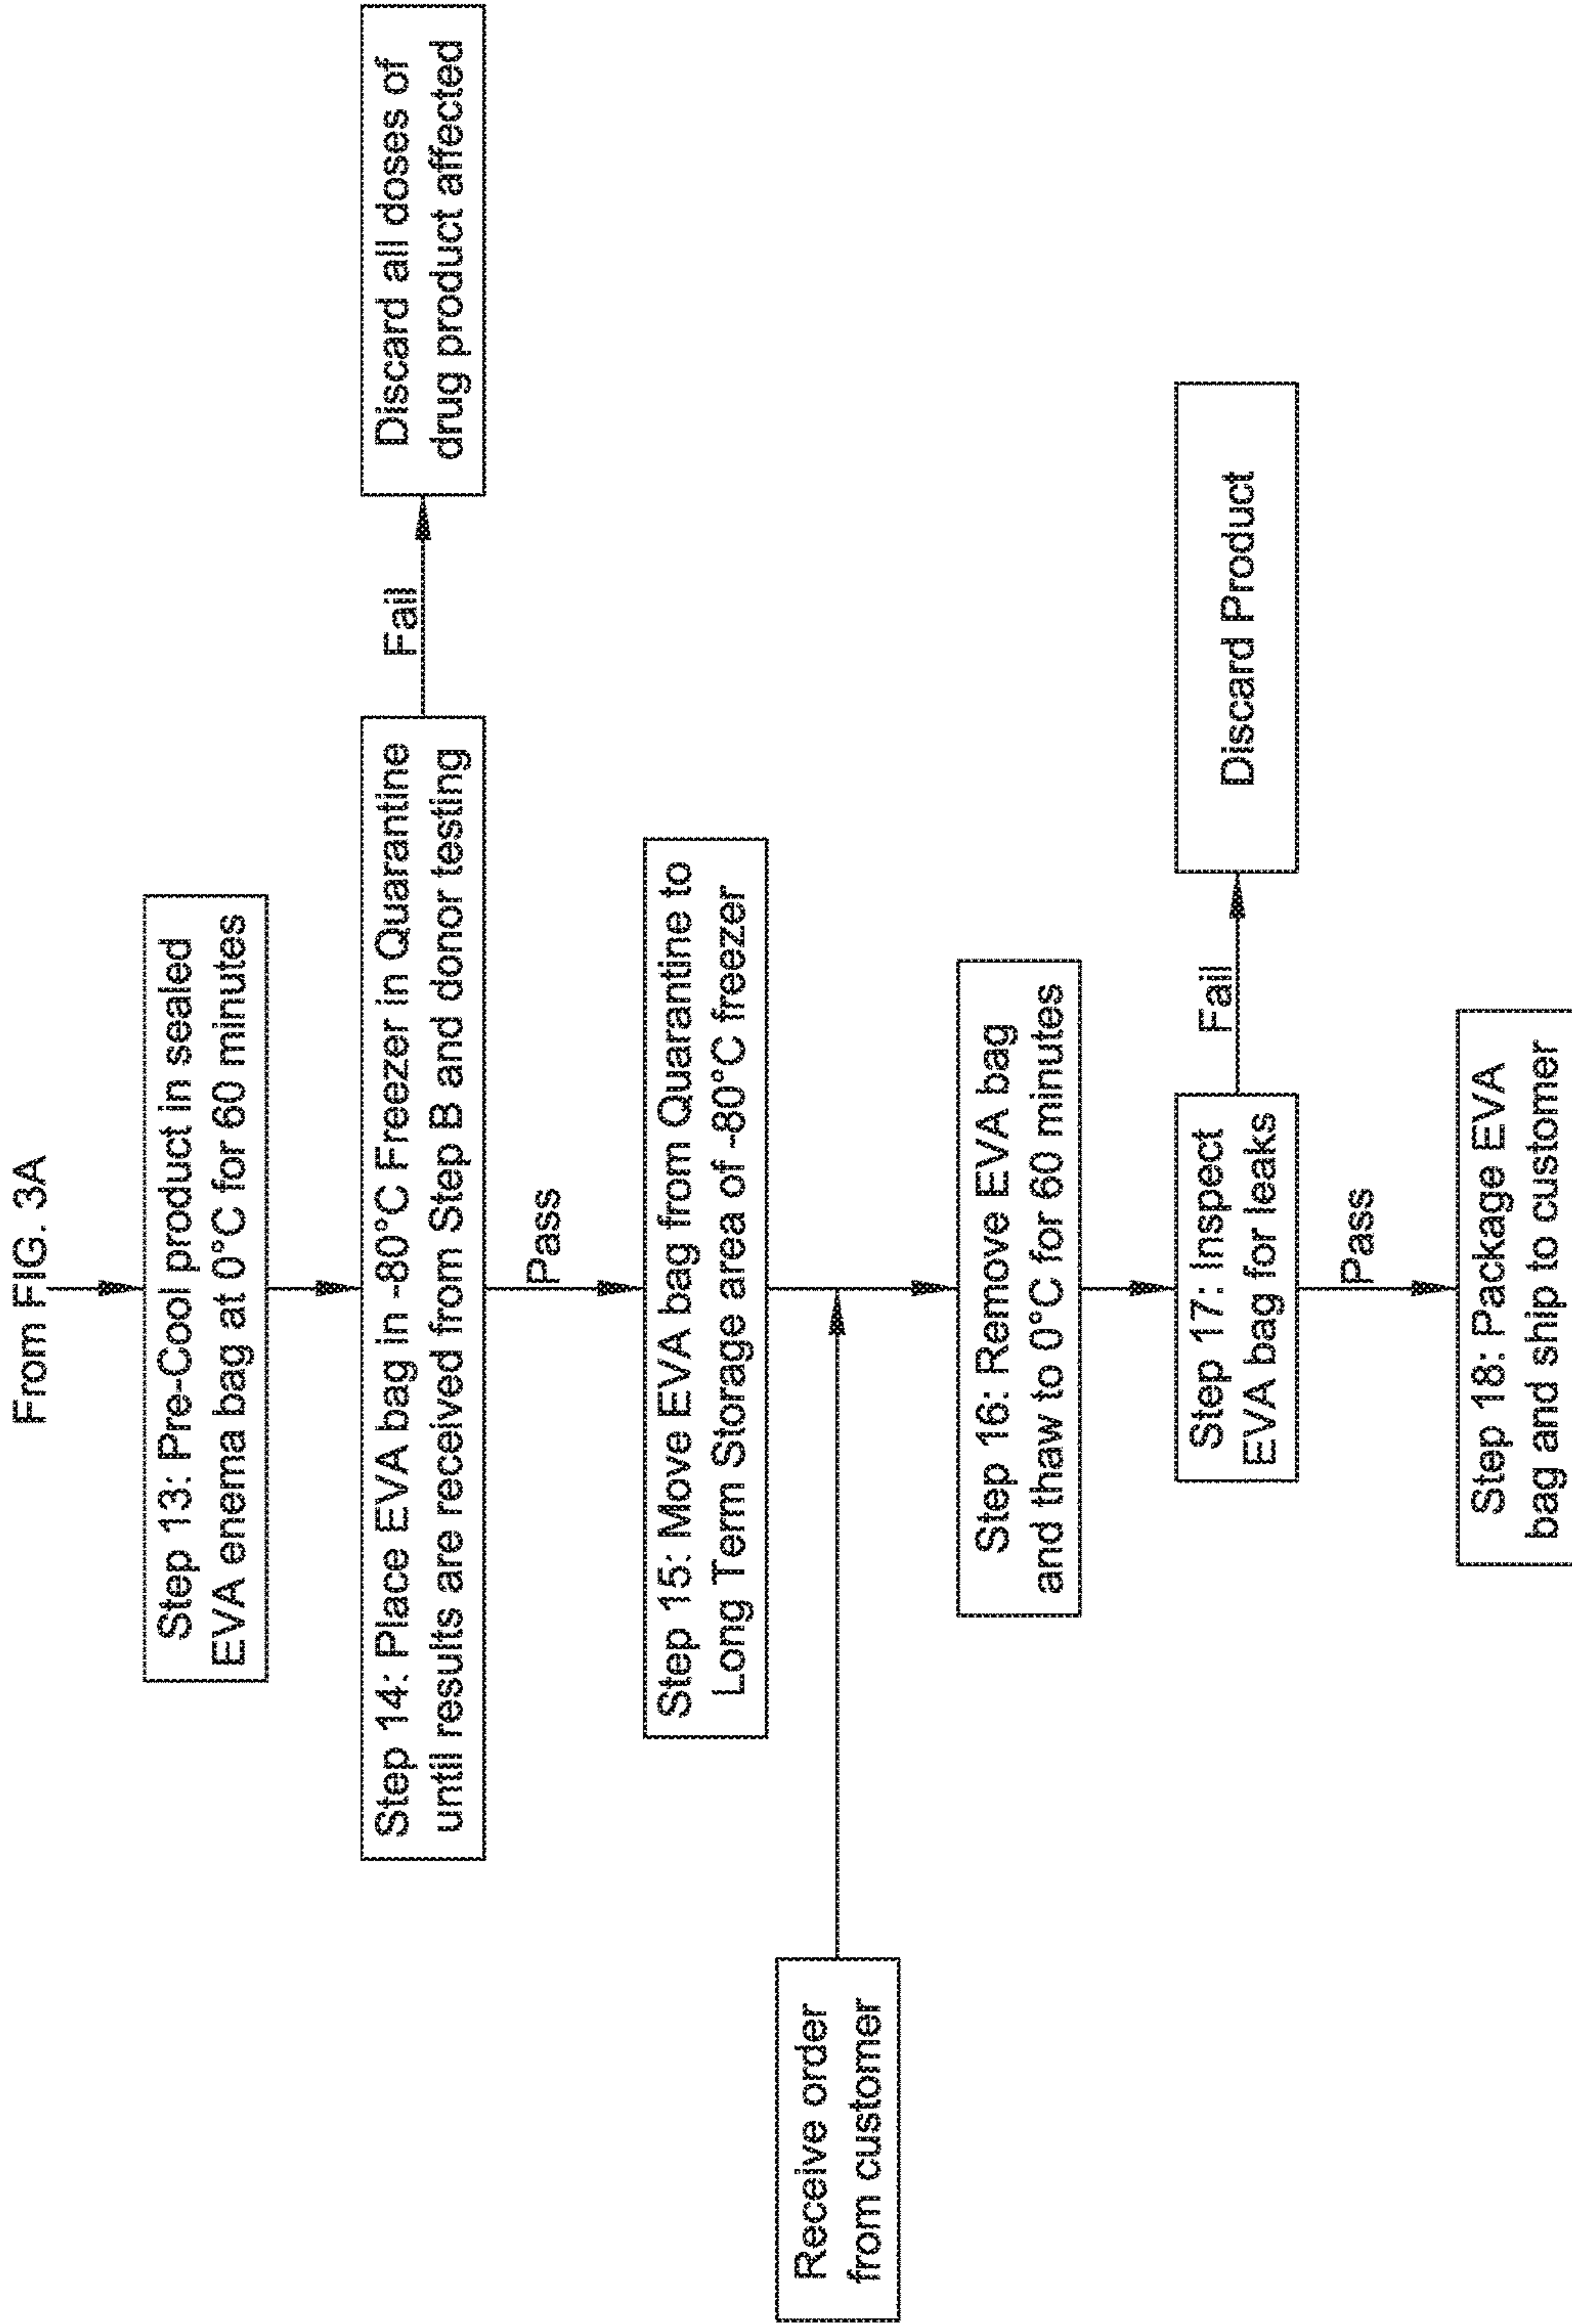 From FIG. 3A
Step 13: Pre-Cool product in sealed
EVA enema bag at 0°C for 60 minutes
Step 14: Place EVA bag in -80°C Freezer in Quarantine
until results are received from Step B and donor testing
Fail
Discard all doses of
drug product affected
Pass
Step 15: Move EVA bag from Quarantine to
Long Term Storage area of -80°C freezer
Receive order
from customer
Step 16: Remove EVA bag
and thaw to 0°C for 60 minutes
Step 17: Inspect
EVA bag for leaks
Fail
Discard Product
Pass
Step 18: Package EVA
bag and ship to customer